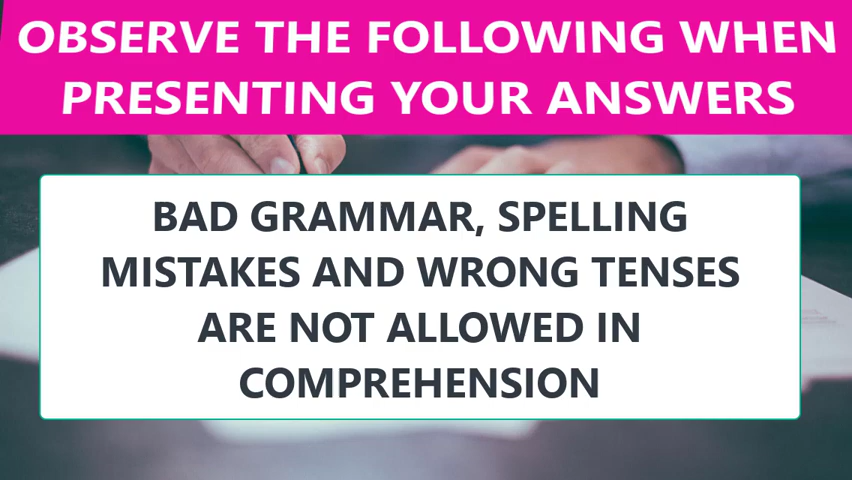 OBSERVE THE FOLLOWING WHEN
PRESENTING YOUR ANSWERS
BAD GRAMMAR, SPELLING
MISTAKES AND WRONG TENSES
ARE NOT ALLOWED IN
COMPREHENSION